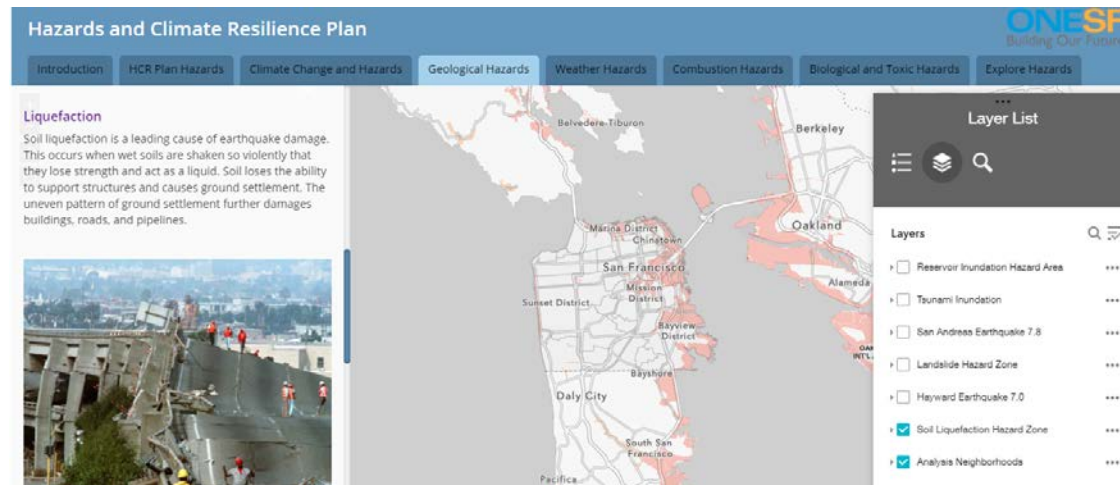 Hazards and Climate Resilience Plan
ONESF
Building Our Future
Introduction
HCR Plan Hazards
Climate Change and Hazards
Geological Hazards
Weather Hazards
Combustion Hazards
Biological and Toxic Hazards
Explore Hazards
Liquefaction
Soil liquefaction is a leading cause of earthquake damage.
This occurs when wet soils are shaken so violently that
they lose strength and act as a liquid. Soil loses the ability
to support structures and causes ground settlement. The
uneven pattern of ground settlement further damages
buildings, roads, and pipelines.
Belvedere-Tiburon
Berkeley
Marina District
Chinatown
Oakland
San Francisco
Mission
District
Alameda
Sunset District
Bayview
District
Bayshore
Daly City
South San
Francisco
Pacifica
Layer List
Layers
Reservoir Inundation Hazard Area
Tsunami Inundation
San Andreas Earthquake 7.8
Landslide Hazard Zone
Hayward Earthquake 7.0
Soil Liquefaction Hazard Zone
Analysis Neighborhoods